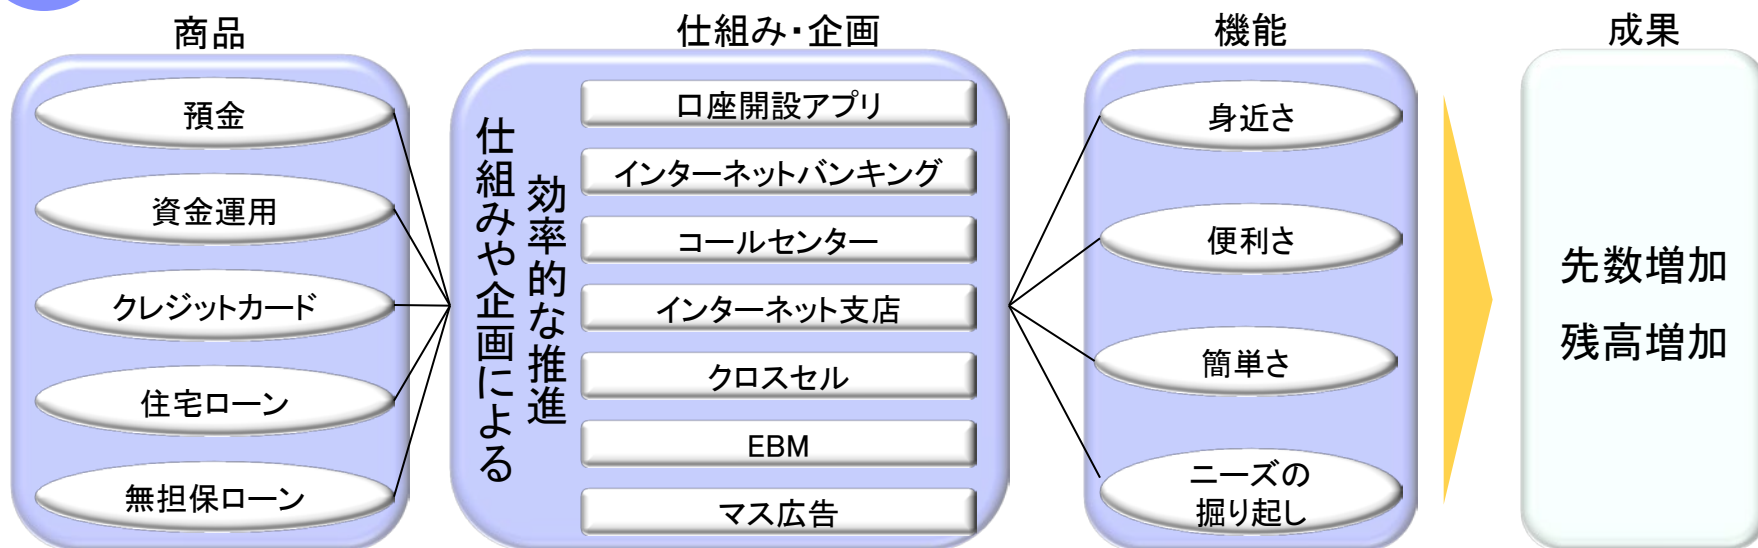 商品
預金
資金運用
クレジットカード
住宅ローン
無担保ローン
仕組み・企画
仕組みや企画による
効率的な推進
口座開設アプリ
インターネットバンキング
コールセンター
インターネット支店
クロスセル
EBM
マス広告
機能
身近さ
便利さ
簡単さ
ニーズの
掘り起し
成果
先数増加
残高増加